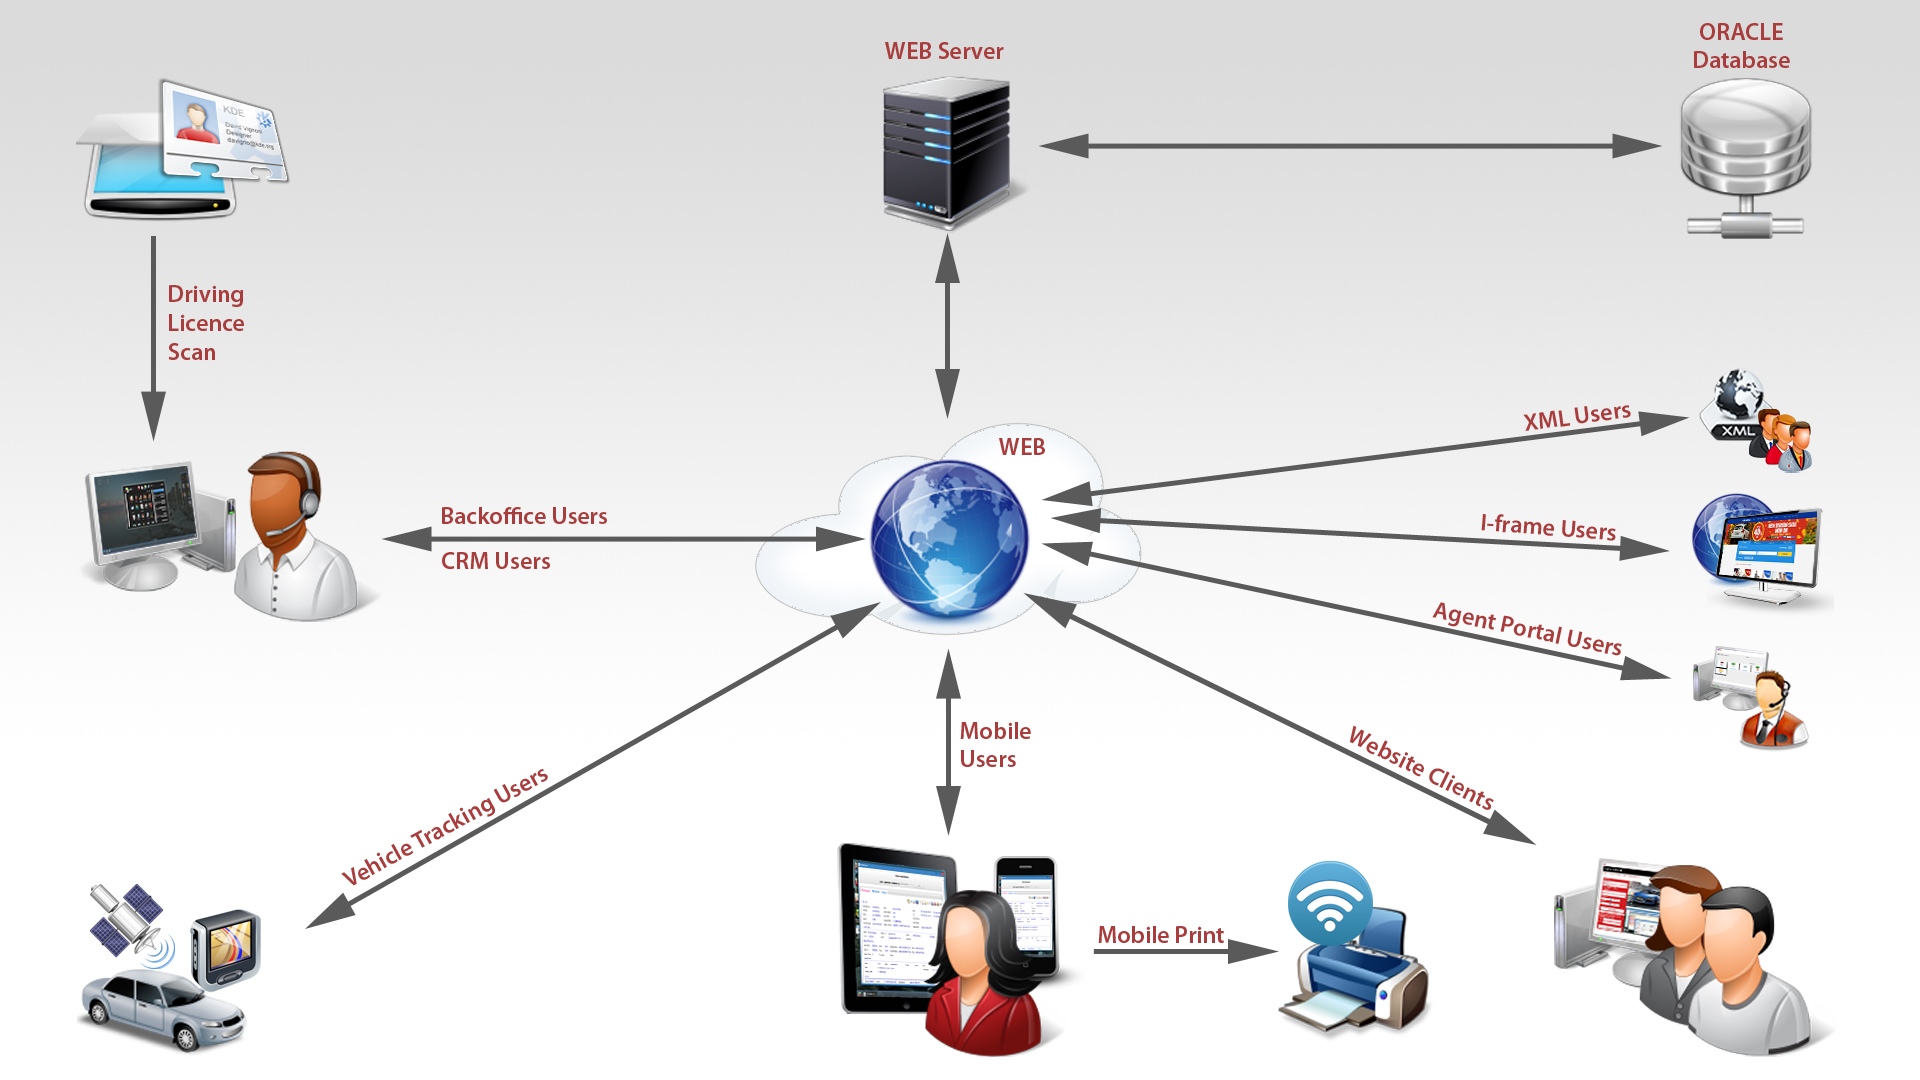 WEB Server
ORACLE
Database
KDE
Designer
Driving
Licence
Scan
WEB
XML Users
XML
Backoffice Users
CRM Users
I-frame Users
Agent Portal Users
Mobile
Users
Website Clients
Vehicle Tracking Users
Mobile Print